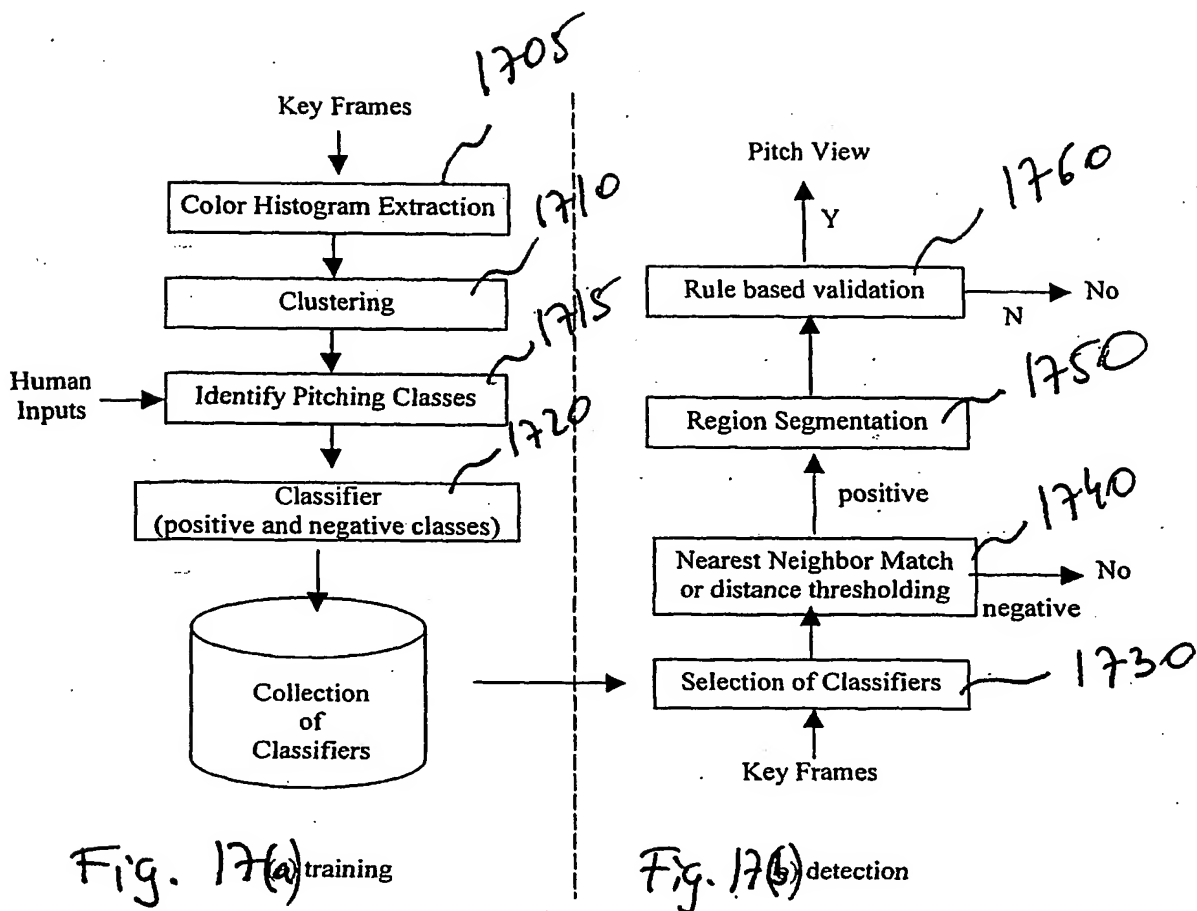 1705
Key Frames
Color Histogram Extraction
1710
Clustering
1715
Human
Inputs
Identify Pitching Classes
1720
Classifier
(positive and negative classes)
Collection
of
Classifiers
Fig. 17(a) training
Pitch View
1760
Y
Rule based validation
N
No
1750
Region Segmentation
positive
1740
Nearest Neighbor Match
or distance thresholding
No
negative
Selection of Classifiers
1730
Key Frames
Fig. 17(b) detection